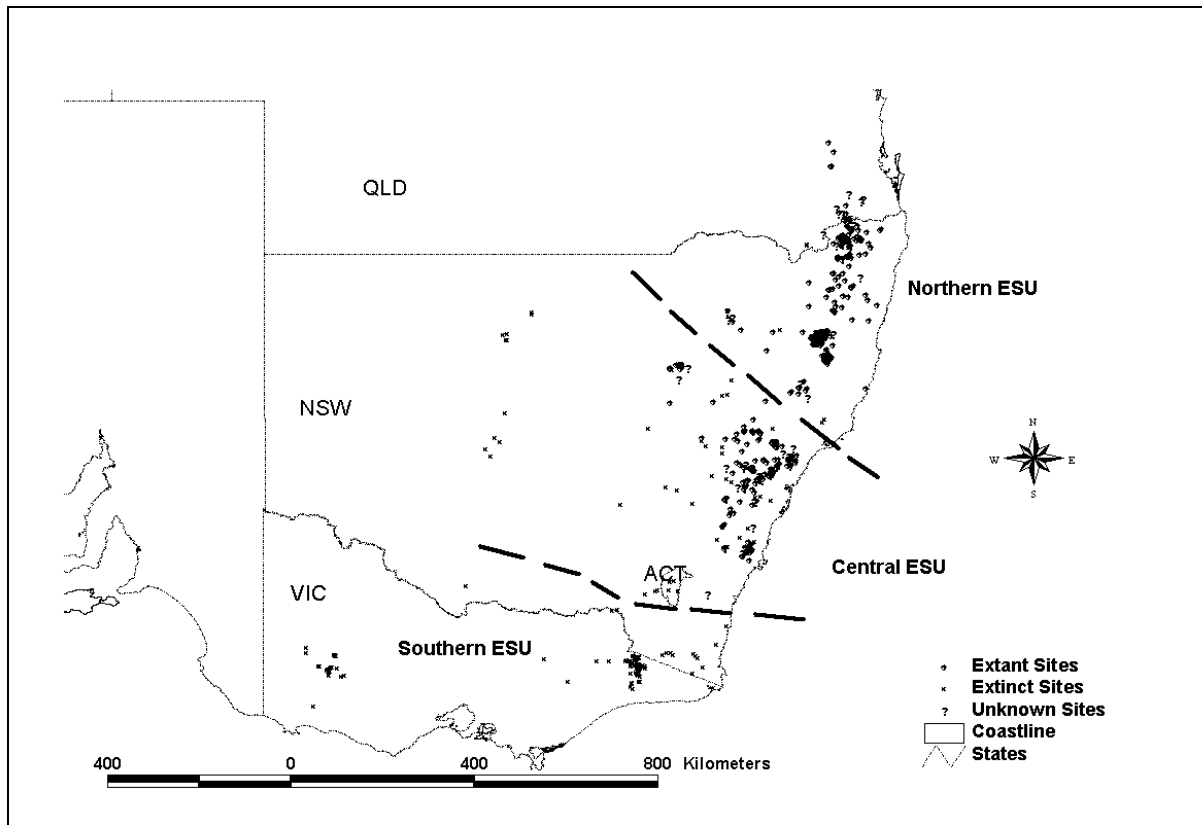 QLD
Northern ESU
NSW
N
W E
S
ACT
Central ESU
VIC
Southern ESU
Extant Sites
Extinct Sites
? Unknown Sites
Coastline
States
400 0 400 800 Kilometers